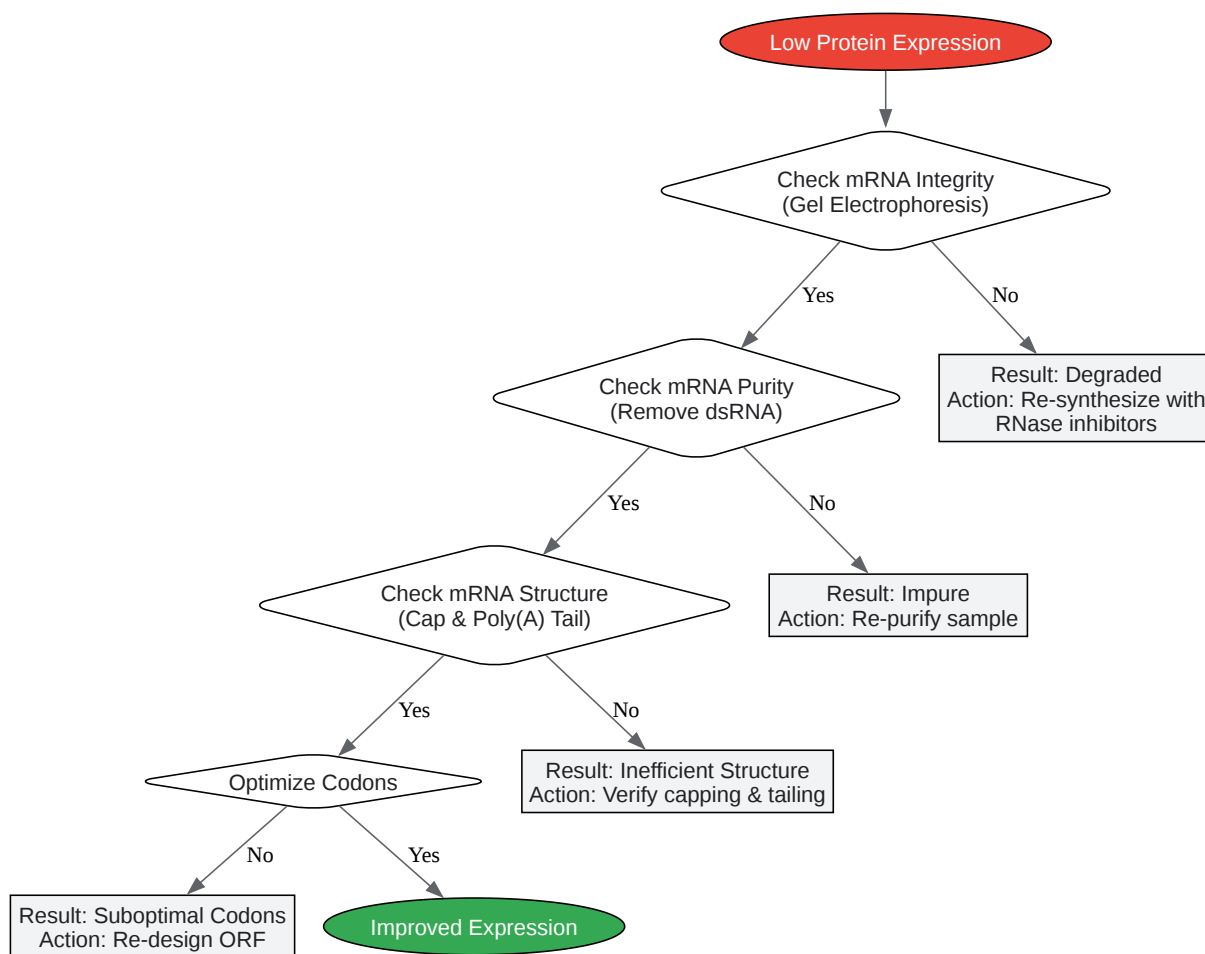 Low Protein Expression
Check mRNA Integrity
(Gel Electrophoresis)
Yes
No
Check mRNA Purity
(Remove dsRNA)
Result: Degraded
Action: Re-synthesize with
RNase inhibitors
Yes
No
Check mRNA Structure
(Cap & Poly(A) Tail)
Result: Impure
Action: Re-purify sample
Yes
No
Optimize Codons
Result: Inefficient Structure
Action: Verify capping & tailing
No
Yes
Result: Suboptimal Codons
Action: Re-design ORF
Improved Expression